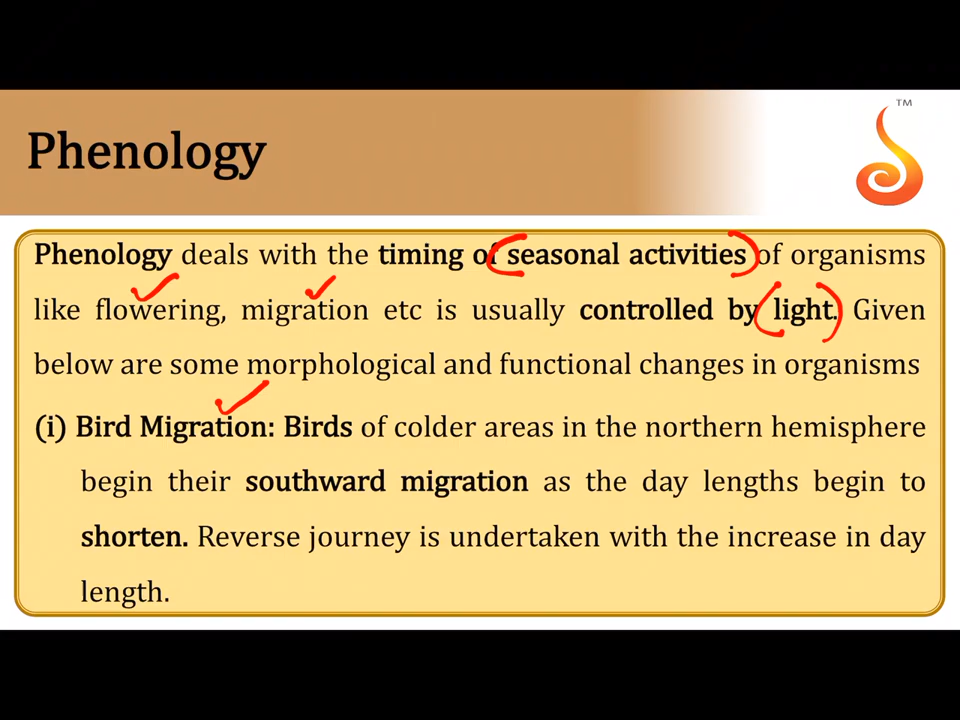 TM
Phenology
Phenology deals with the timing of seasonal activities of organisms
like flowering, migration etc is usually controlled by light. Given
below are some morphological and functional changes in organisms
(i) Bird Migration: Birds of colder areas in the northern hemisphere
begin their southward migration as the day lengths begin to
shorten. Reverse journey is undertaken with the increase in day
length.